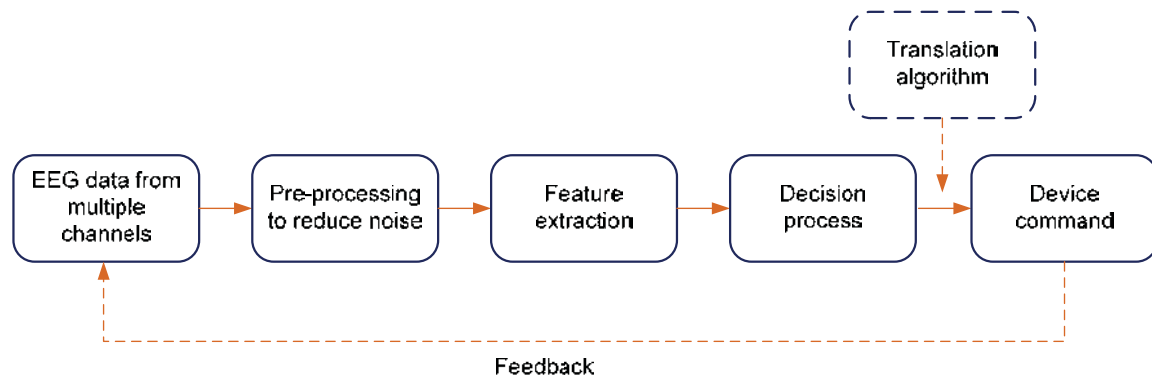 Translation
algorithm
EEG data from
multiple
channels
Pre-processing
to reduce noise
Feature
extraction
Decision
process
Device
command
Feedback